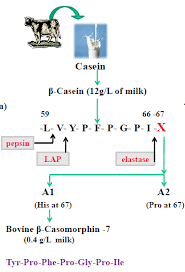 Casein
β-Casein (12g/L of milk)
n)
59 66 -67
-L-V-Y-P-F-P-G-P-I-X
pepsin
LAP
elastase
A1 A2
(His at 67) (Pro at 67)
Bovine β-Casomorphin -7
(0.4 g/L milk)
Tyr-Pro-Phe-Pro-Gly-Pro-Ile